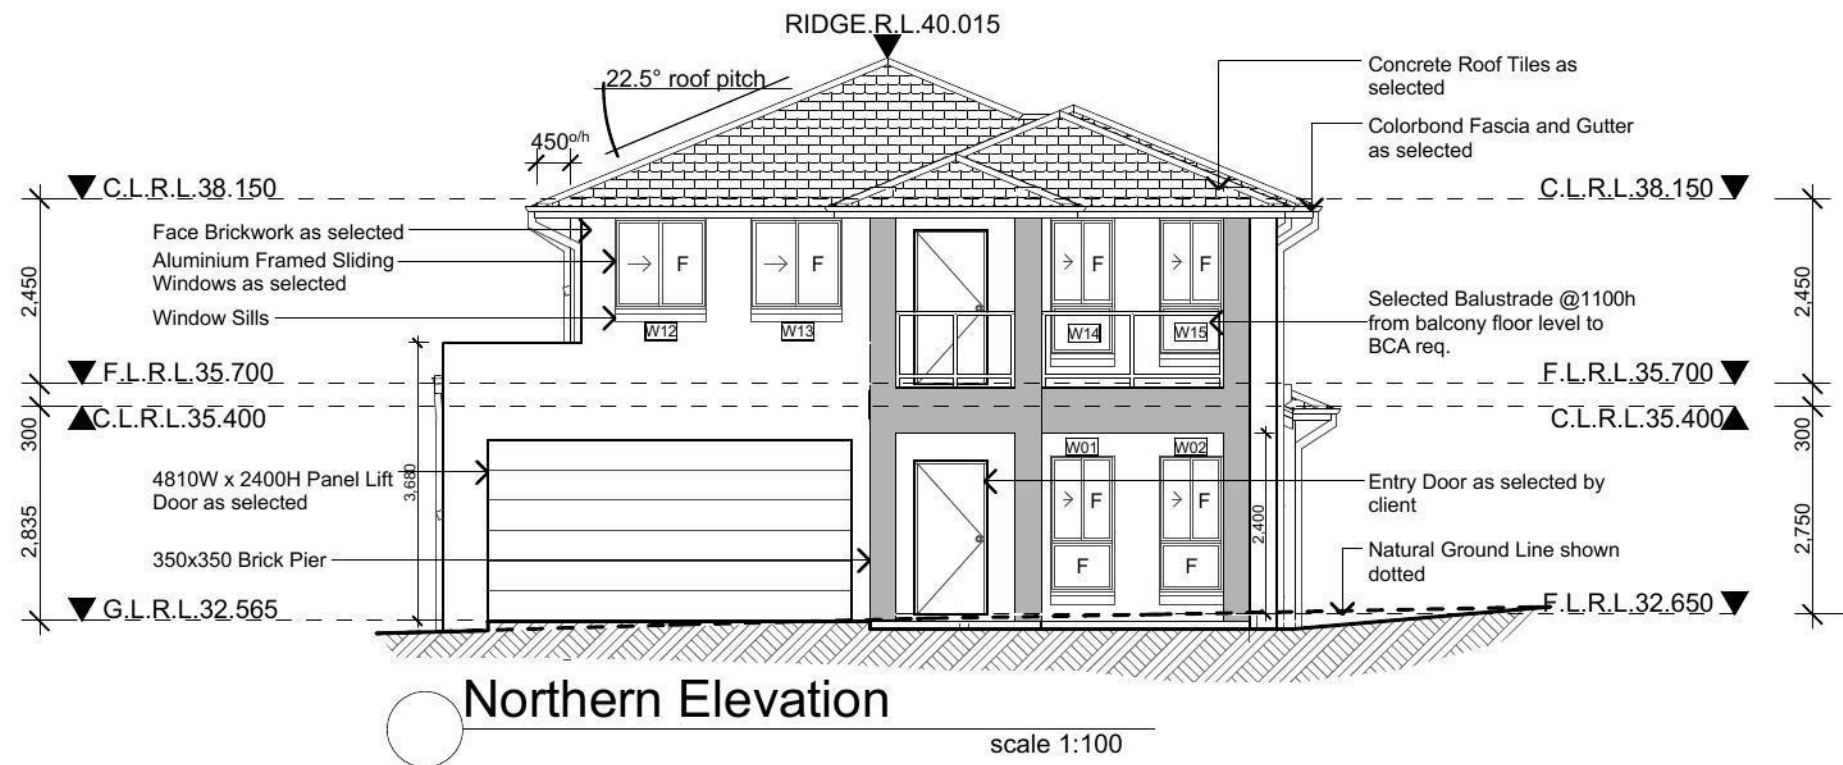 RIDGE.R.L.40.015
22.5° roof pitch
450o/h
Concrete Roof Tiles as
selected
Colorbond Fascia and Gutter
as selected
C.L.R.L.38.150
C.L.R.L.38.150
Face Brickwork as selected
Aluminium Framed Sliding
Windows as selected
Window Sills
F
F
F
F
W12
W13
W14
W15
2,450
2,450
Selected Balustrade @1100h
from balcony floor level to
BCA req.
F.L.R.L.35.700
F.L.R.L.35.700
C.L.R.L.35.400
C.L.R.L.35.400
300
300
W01
W02
4810W x 2400H Panel Lift
Door as selected
3,680
F
F
Entry Door as selected by
client
2,835
2,400
2,750
350x350 Brick Pier
F
F
Natural Ground Line shown
dotted
G.L.R.L.32.565
F.L.R.L.32.650
Northern Elevation
scale 1:100